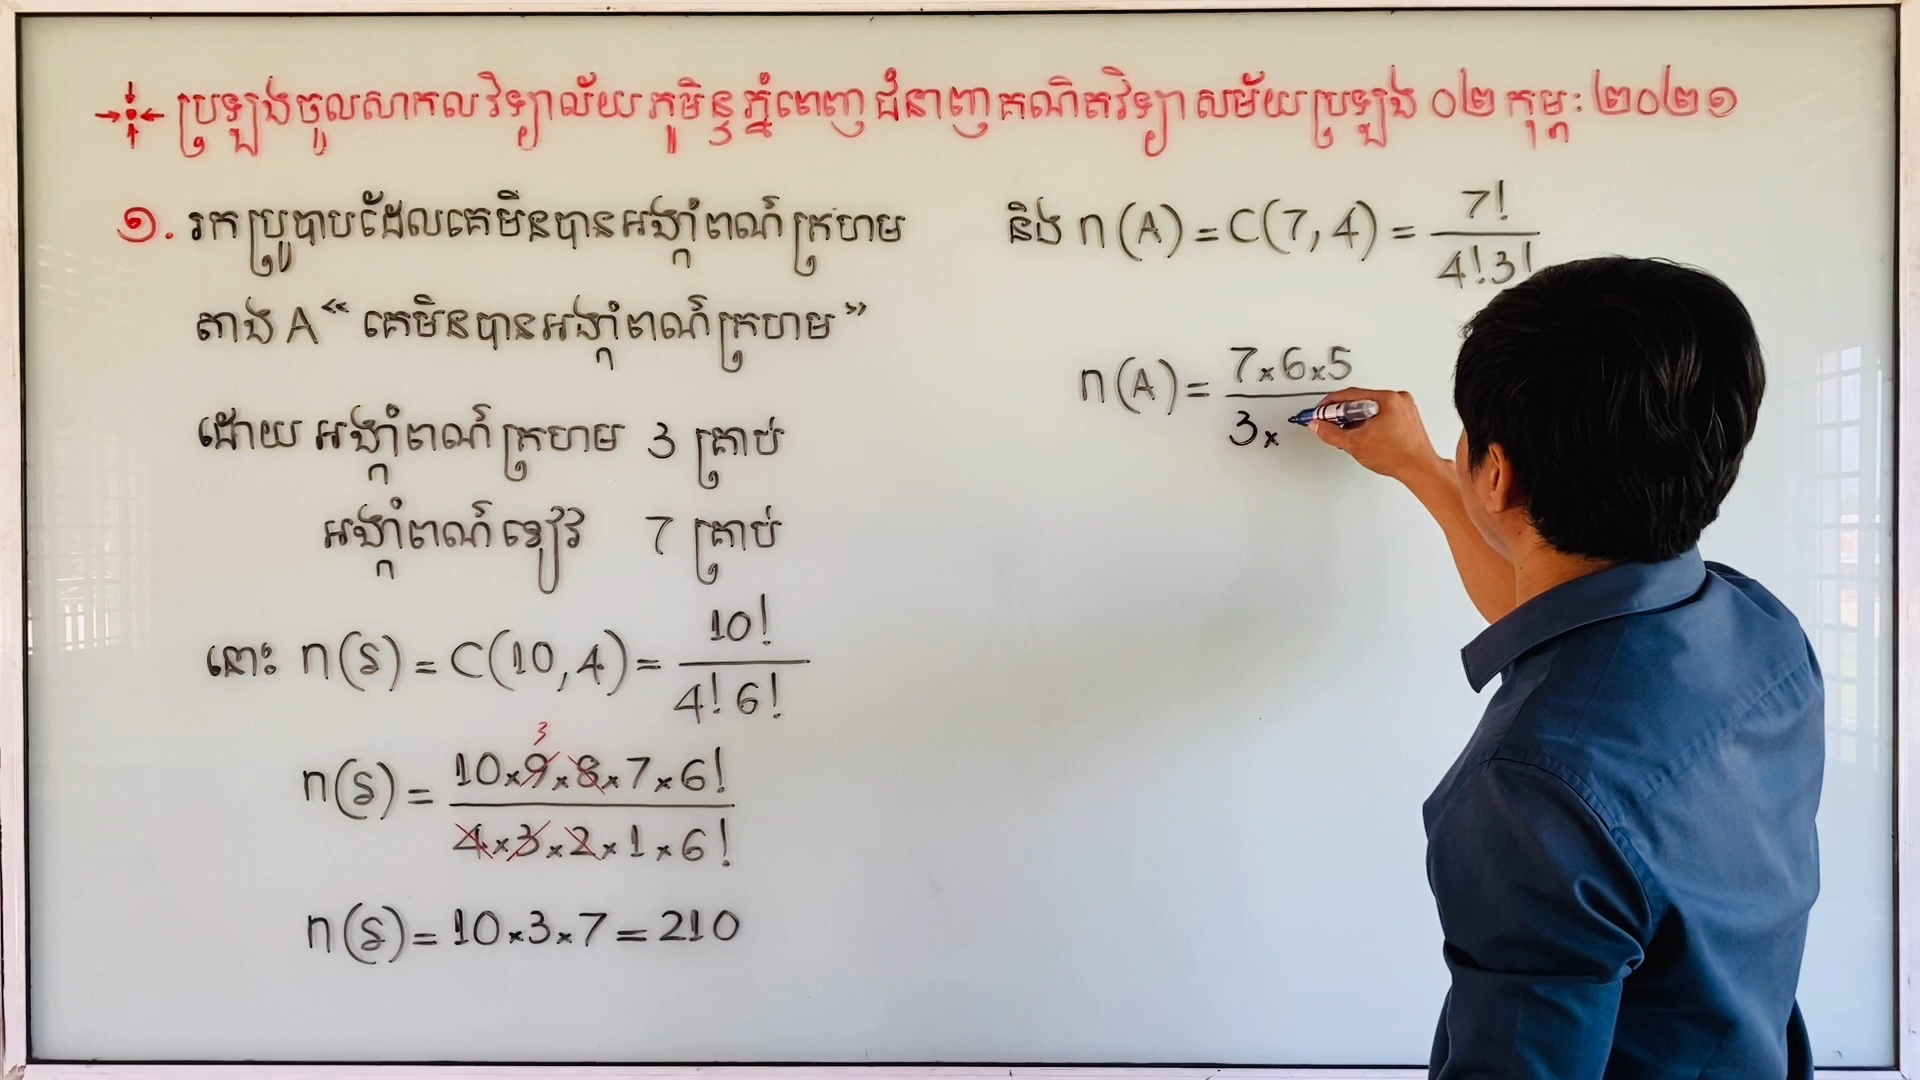 ប្រឡងចូលសាកលវិទ្យាល័យភូមិន្ទភ្នំពេញ ជំនាញគណិតវិទ្យា សម័យប្រឡង ០២ កុម្ភៈ ២០២១
១. រកប្រូបាបដែលគេមិនបានអង្កាំពណ៌ក្រហម
តាង A “ គេមិនបានអង្កាំពណ៌ក្រហម ”
ដោយ អង្កាំពណ៌ក្រហម 3 គ្រាប់
អង្កាំពណ៌ខៀវ 7 គ្រាប់
នោះ n(S) = C(10,4) = 10! / 4!6!
n(S) = 10×9×8×7×6! / 4×3×2×1×6!
3
n(S) = 10×3×7 = 210
និង n(A) = C(7,4) = 7! / 4!3!
n(A) = 7×6×5 / 3×